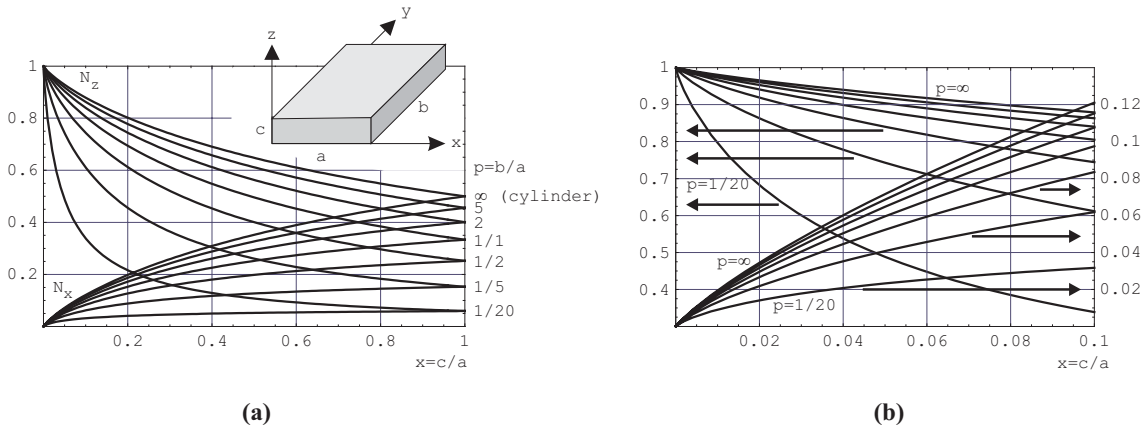 y
z
1
N_z
0.8
b
c
x
a
p=b/a
0.6
∞ (cylinder)
5
2
0.4
1/1
1/2
0.2
1/5
N_x
1/20
0.2
0.4
0.6
0.8
1
x=c/a
(a)
1
p=∞
0.12
0.9
0.1
0.8
0.7
p=1/20
0.08
0.6
0.06
0.5
0.04
p=∞
0.4
0.02
p=1/20
0.02
0.04
0.06
0.08
0.1
x=c/a
(b)